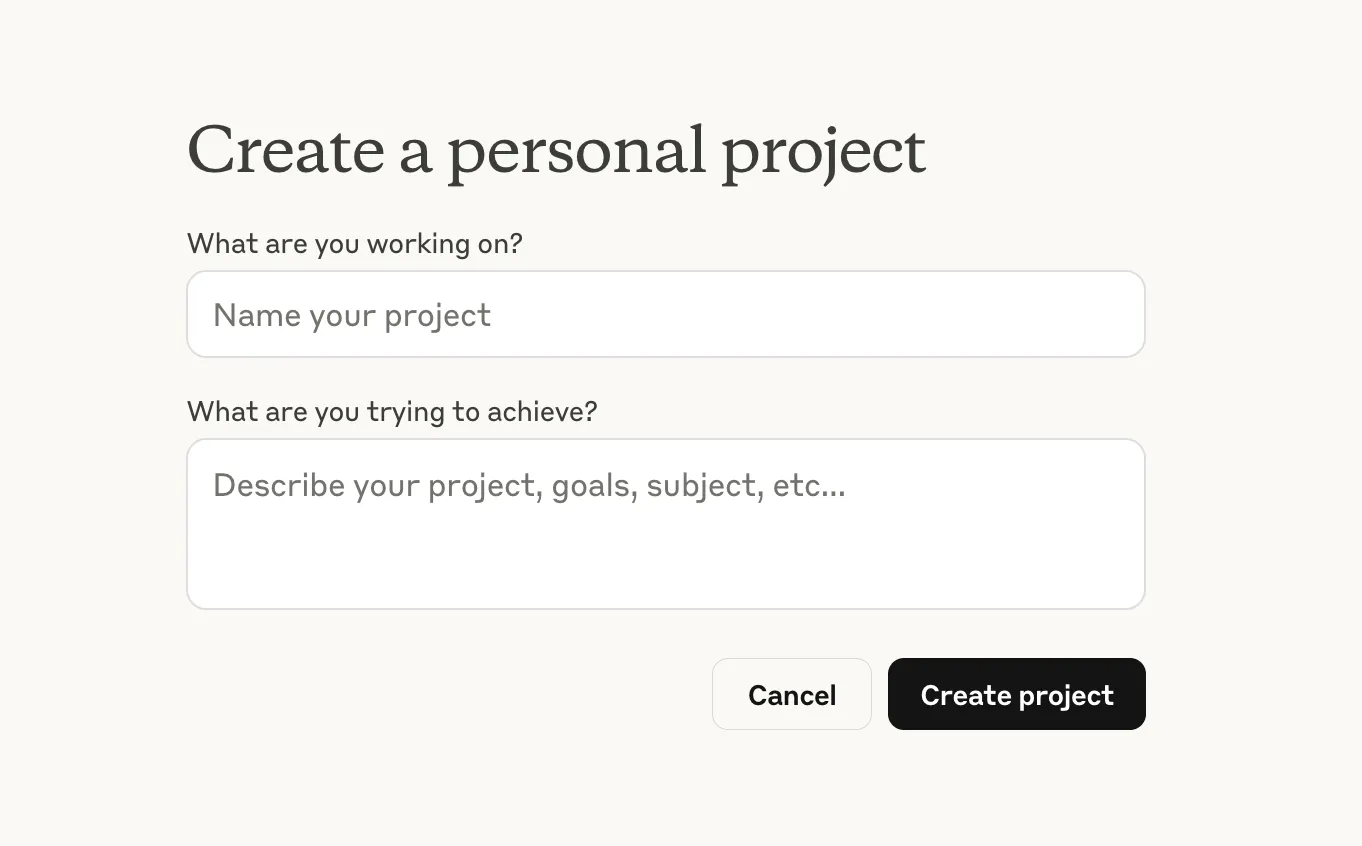 Create a personal project
What are you working on?
Name your project
What are you trying to achieve?
Describe your project, goals, subject, etc...
Cancel
Create project